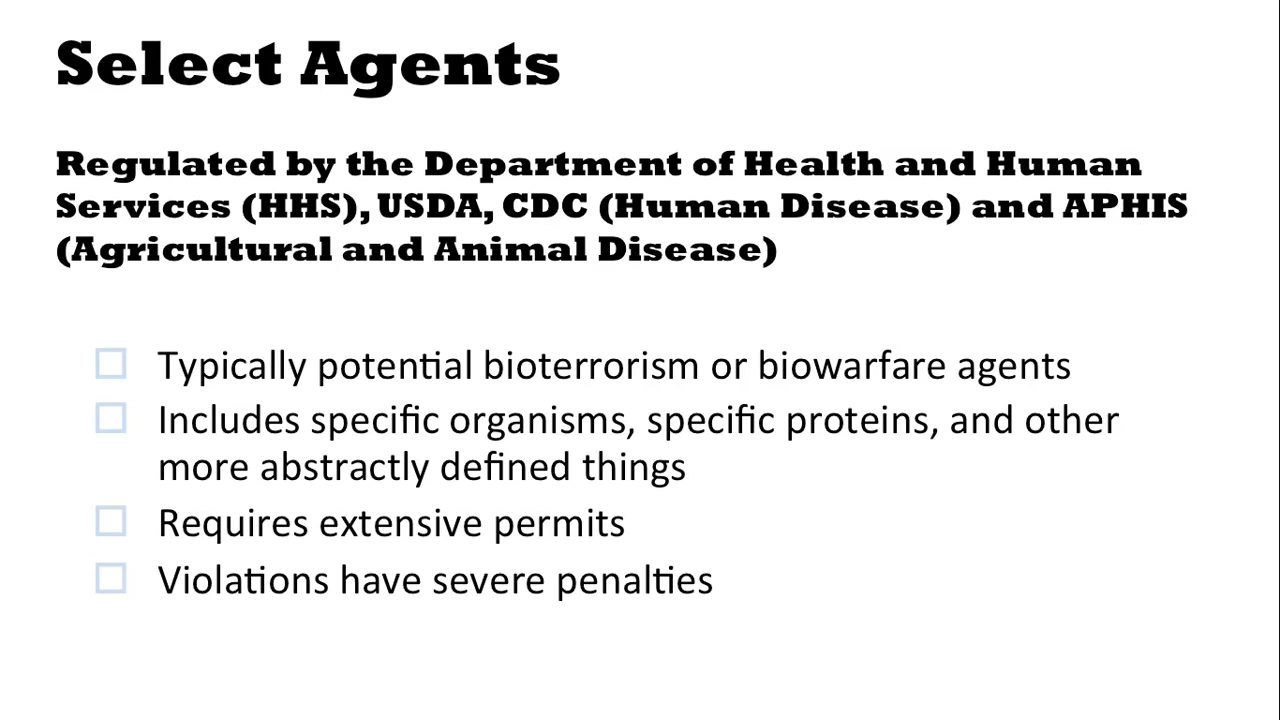 Select Agents
Regulated by the Department of Health and Human
Services (HHS), USDA, CDC (Human Disease) and APHIS
(Agricultural and Animal Disease)
Typically potential bioterrorism or biowarfare agents
Includes specific organisms, specific proteins, and other
more abstractly defined things
Requires extensive permits
Violations have severe penalties